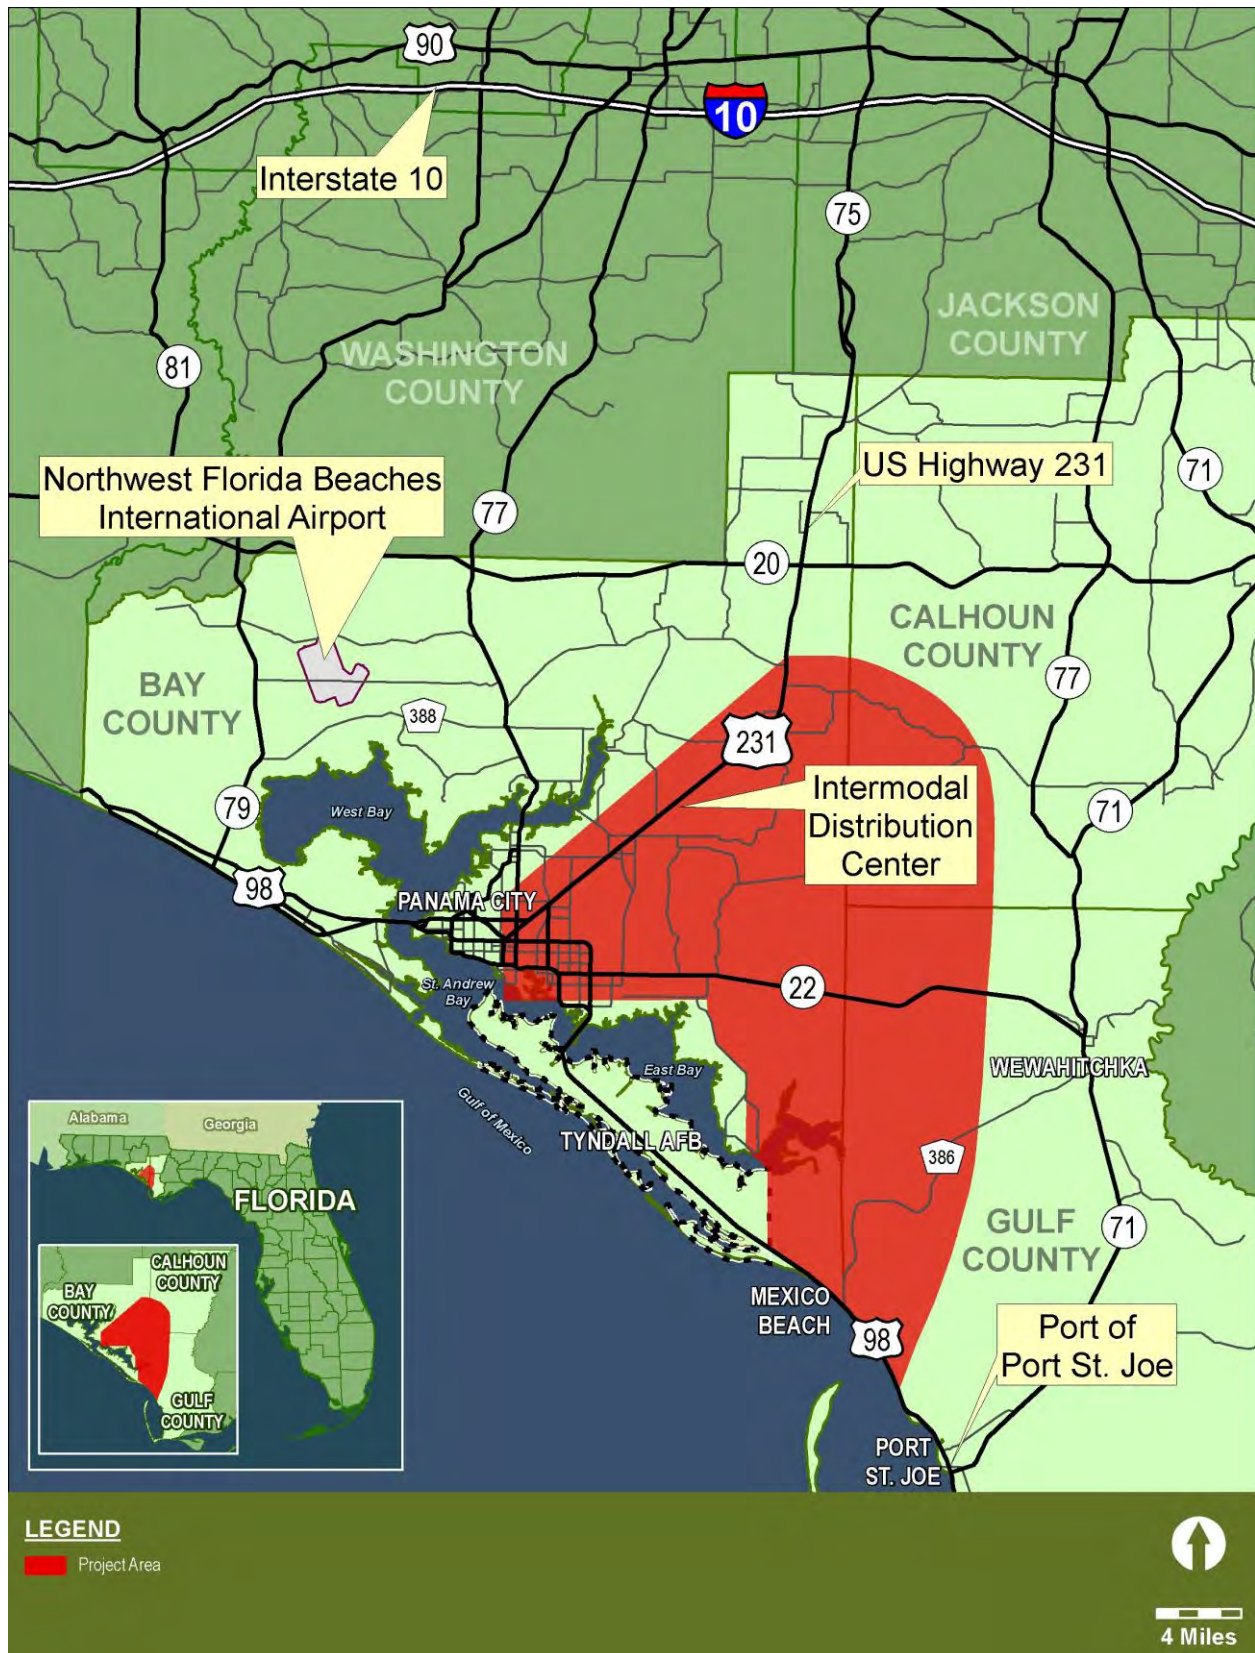 90
10
Interstate 10
75
JACKSON
COUNTY
WASHINGTON
COUNTY
81
Northwest Florida Beaches
International Airport
US Highway 231
71
77
20
CALHOUN
COUNTY
BAY
COUNTY
77
388
231
Intermodal
Distribution
Center
79
West Bay
71
98
PANAMA CITY
St. Andrew
Bay
22
East Bay
WEWAHITCHKA
Gulf of Mexico
TYNDALL AFB
386
GULF
COUNTY
71
MEXICO
BEACH
98
Port of
Port St. Joe
PORT
ST. JOE
Alabama
Georgia
FLORIDA
CALHOUN
COUNTY
BAY
COUNTY
GULF
COUNTY
LEGEND
Project Area
4 Miles